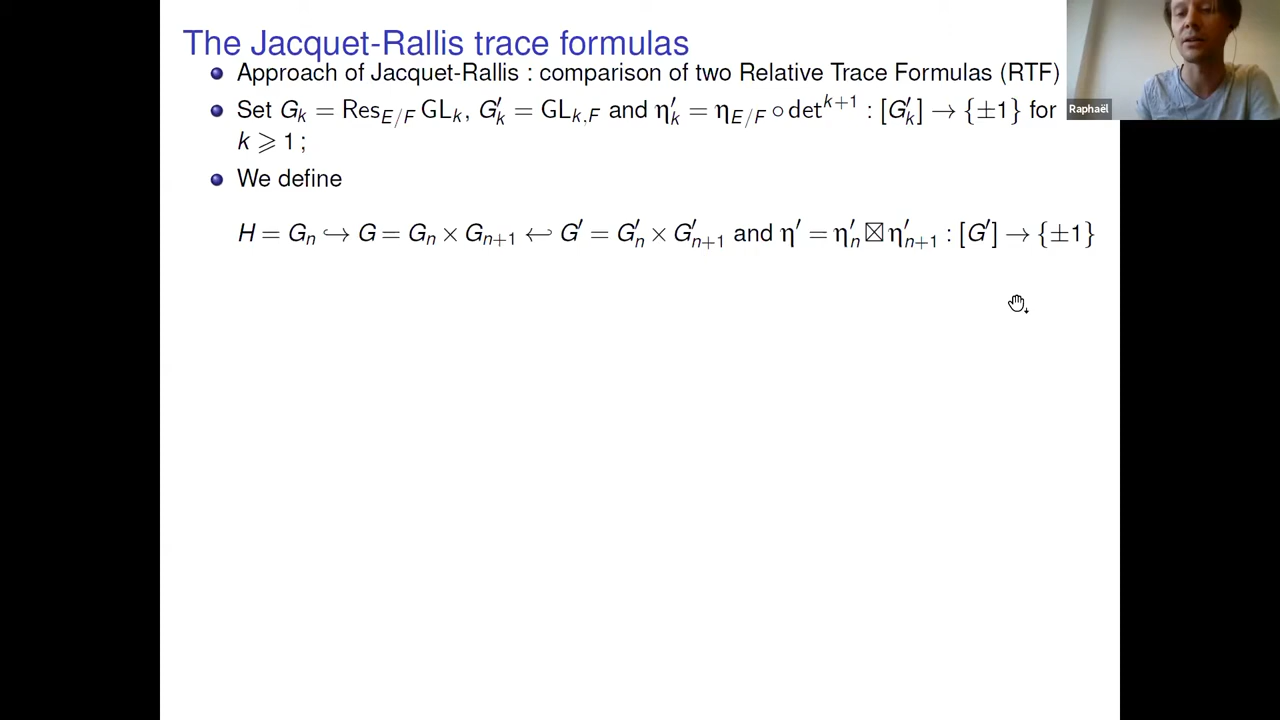 The Jacquet-Rallis trace formulas
Approach of Jacquet-Rallis : comparison of two Relative Trace Formulas (RTF)
Set G_k = Res_{E/F} GL_k, G'_k = GL_{k,F} and η'_k = η_{E/F} ∘ det^{k+1} : [G'_k] → {±1} for
k ⩾ 1 ;
We define
H = G_n ↪ G = G_n × G_{n+1} ↩ G' = G'_n × G'_{n+1} and η' = η'_n ⊠ η'_{n+1} : [G'] → {±1}
Raphaël